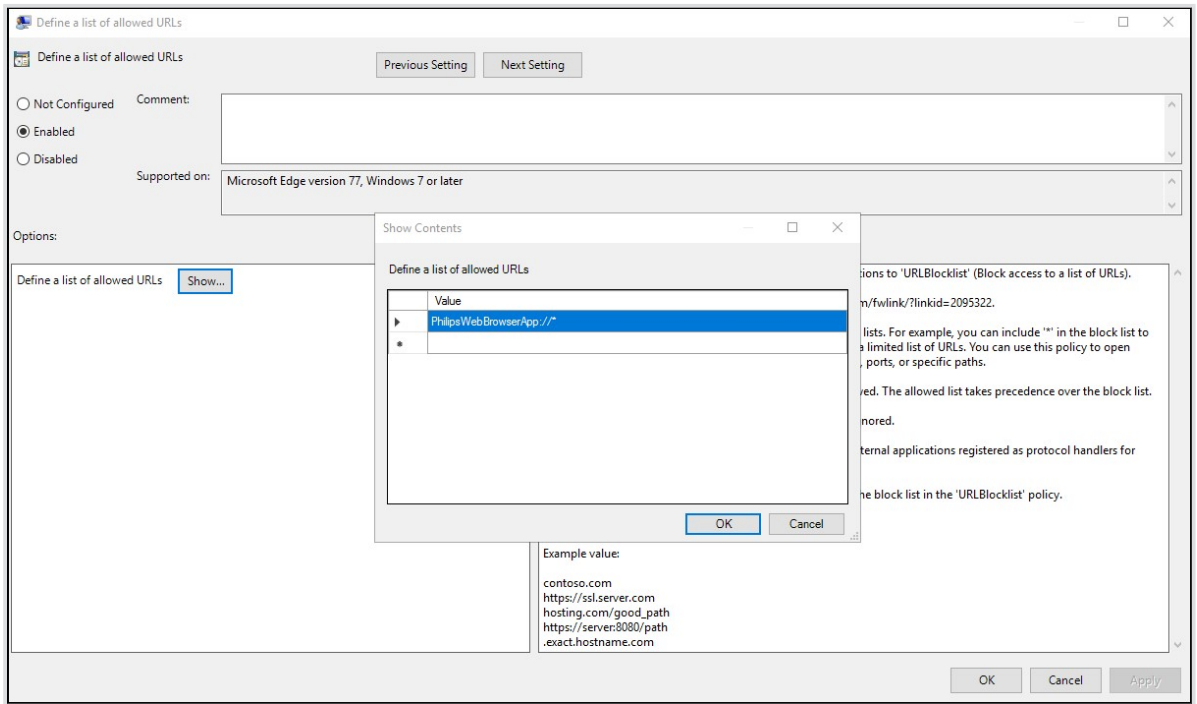 Define a list of allowed URLs
Define a list of allowed URLs
Previous Setting
Next Setting
Not Configured
Comment:
Enabled
Disabled
Supported on:
Microsoft Edge version 77, Windows 7 or later
Options:
Define a list of allowed URLs
Show...
Show Contents
Define a list of allowed URLs
Value
PhilipsWebBrowserApp://*
OK
Cancel
ions to 'URLBlocklist' (Block access to a list of URLs).
m/fwlink/?linkid=2095322.
lists. For example, you can include '*' in the block list to
a limited list of URLs. You can use this policy to open
, ports, or specific paths.
ved. The allowed list takes precedence over the block list.
nored.
ternal applications registered as protocol handlers for
he block list in the 'URLBlocklist' policy.
Example value:
contoso.com
https://ssl.server.com
hosting.com/good_path
https://server:8080/path
.exact.hostname.com
OK
Cancel
Apply